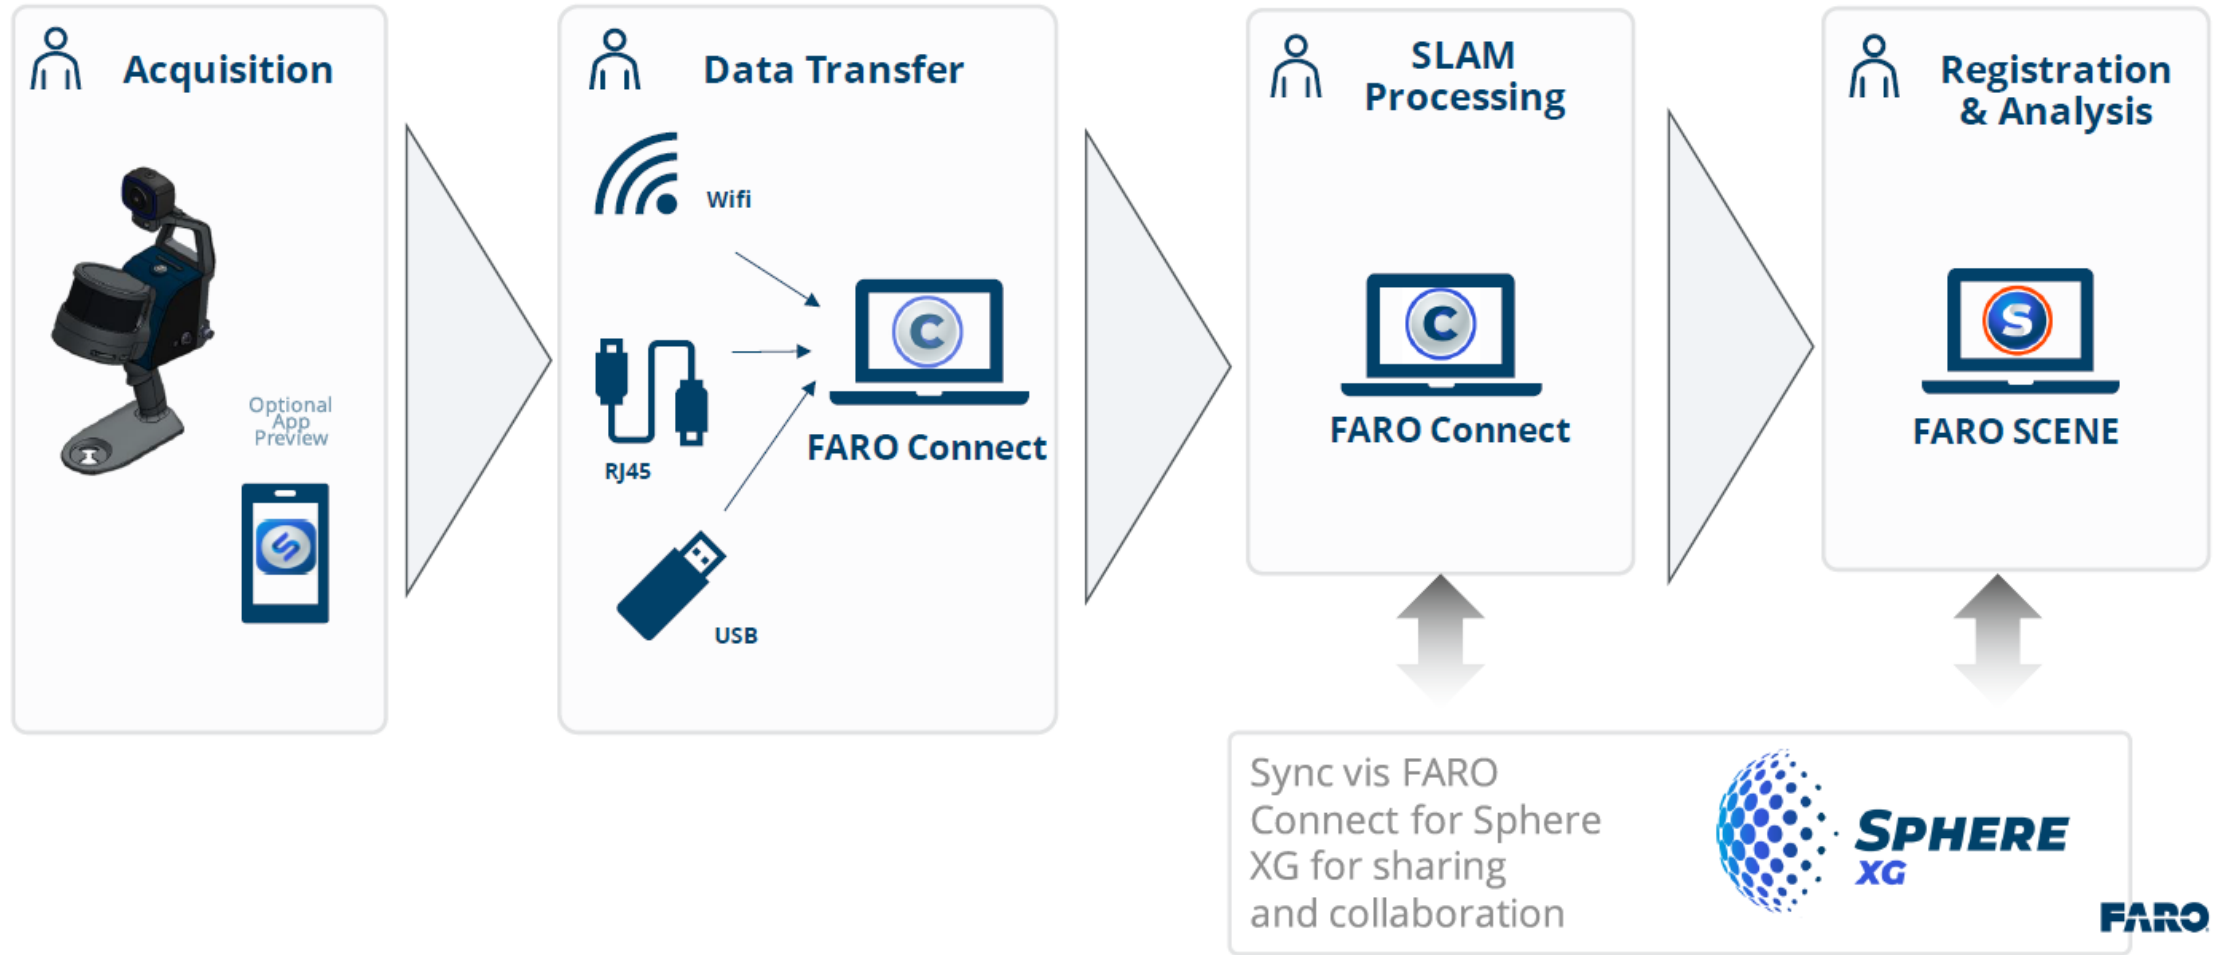 Acquisition
Optional
App
Preview
Data Transfer
Wifi
RJ45
USB
C
FARO Connect
SLAM
Processing
C
FARO Connect
Registration
& Analysis
S
FARO SCENE
Sync vis FARO
Connect for Sphere
XG for sharing
and collaboration
SPHERE
XG
FARO